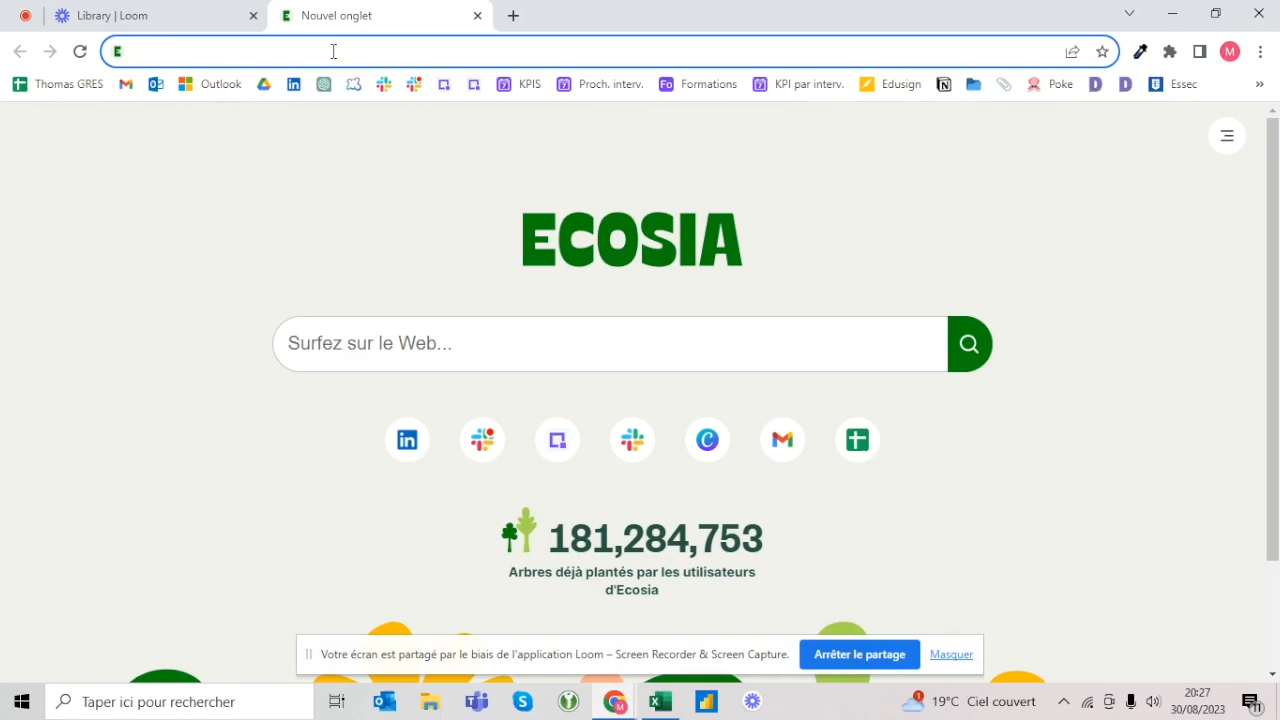 Library | Loom
Nouvel onglet
Thomas GRES
Outlook
KPIS
Proch. interv.
Fo
Formations
KPI par interv.
Edusign
Poke
Essec
M
ECOSIA
Surfez sur le Web...
181,284,753
Arbres déjà plantés par les utilisateurs
d'Ecosia
Votre écran est partagé par le biais de l'application Loom – Screen Recorder & Screen Capture.
Arrêter le partage
Masquer
Taper ici pour rechercher
19°C Ciel couvert
20:27
30/08/2023